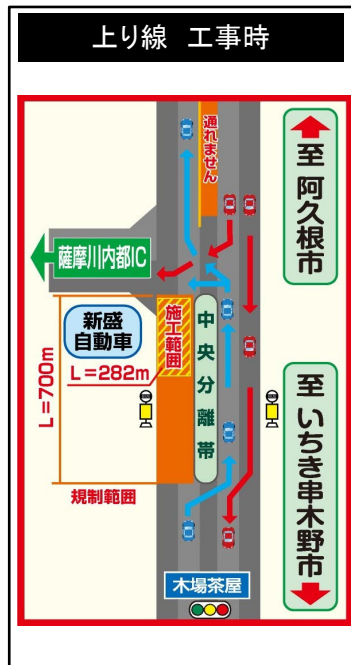 上り線 工事時
通れません
至 阿久根市
薩摩川内都IC
新盛
自動車
施工範囲
L=282m
L=700m
中央分離帯
規制範囲
至 いちき串木野市
木場茶屋